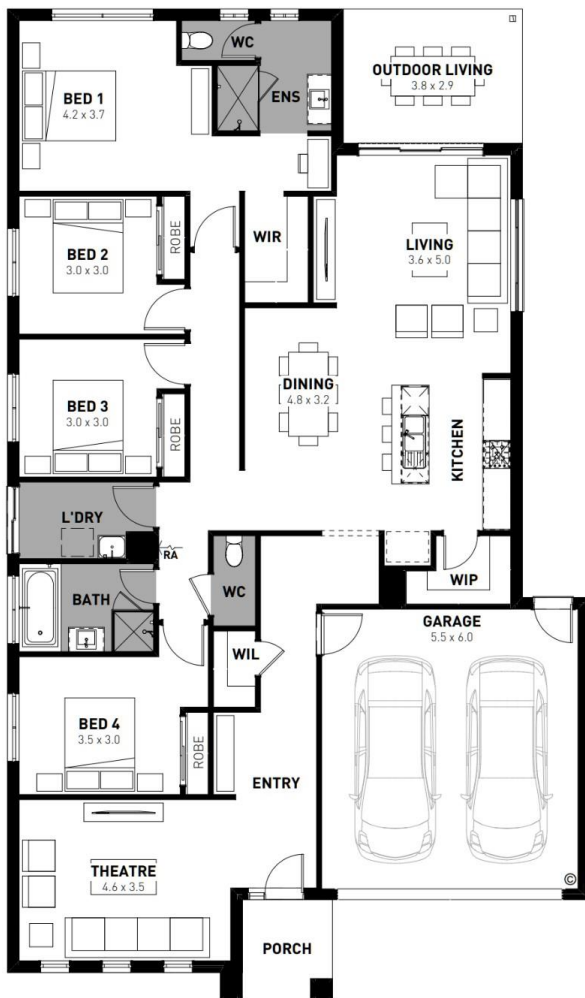 WC
ENS
OUTDOOR LIVING
3.8 x 2.9
BED 1
4.2 x 3.7
WIR
LIVING
3.6 x 5.0
BED 2
3.0 x 3.0
ROBE
DINING
4.8 x 3.2
BED 3
3.0 x 3.0
ROBE
KITCHEN
L'DRY
RA
WC
WIP
BATH
GARAGE
5.5 x 6.0
WIL
BED 4
3.5 x 3.0
ROBE
ENTRY
THEATRE
4.6 x 3.5
©
PORCH